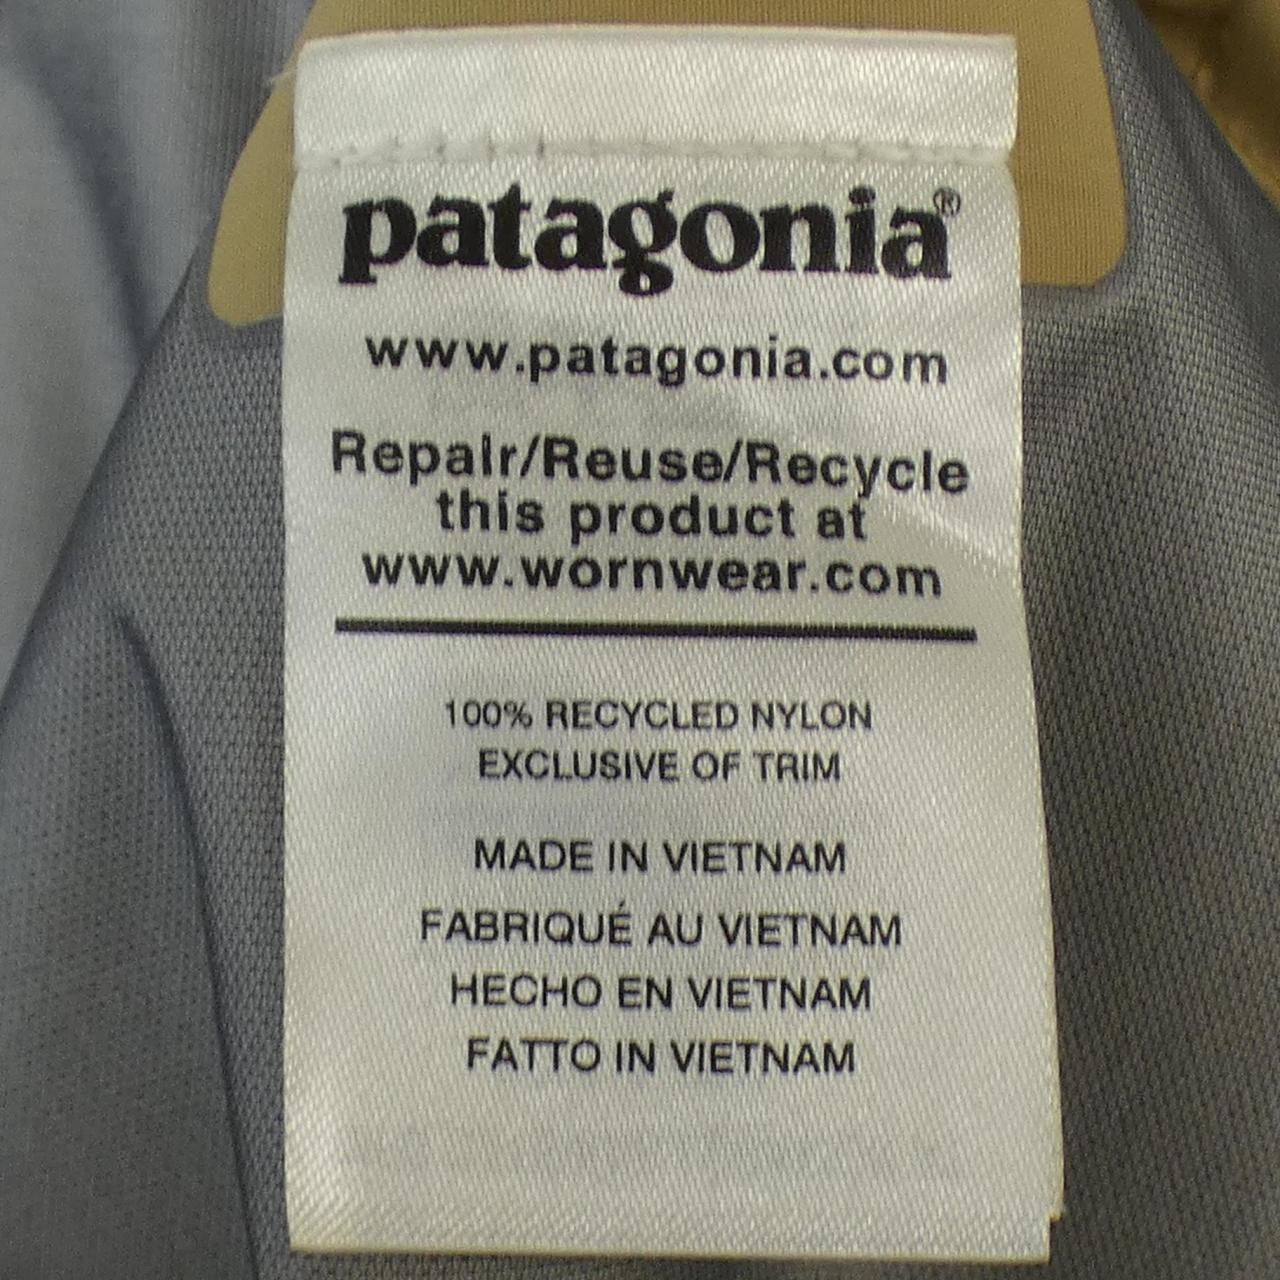 patagonia®
www.patagonia.com
Repair/Reuse/Recycle
this product at
www.wornwear.com
100% RECYCLED NYLON
EXCLUSIVE OF TRIM
MADE IN VIETNAM
FABRIQUÉ AU VIETNAM
HECHO EN VIETNAM
FATTO IN VIETNAM